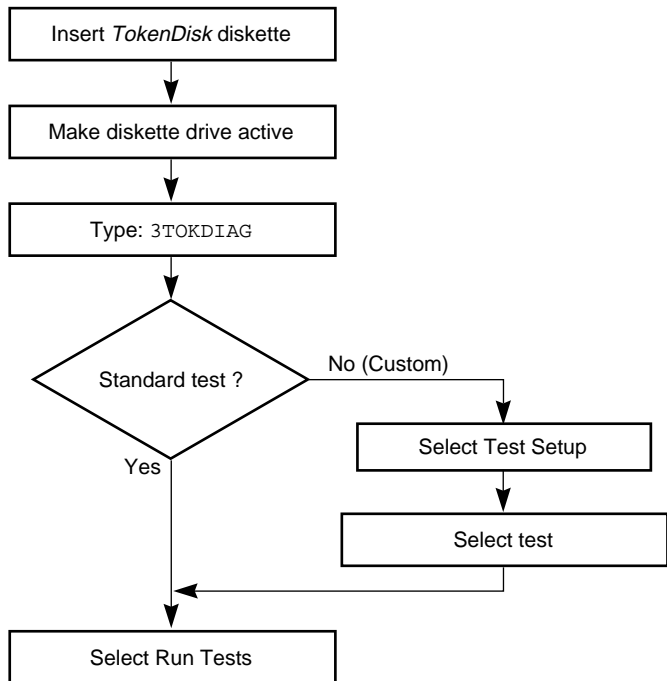 Insert TokenDisk diskette
Make diskette drive active
Type: 3TOKDIAG
Standard test ?
No (Custom)
Yes
Select Test Setup
Select test
Select Run Tests